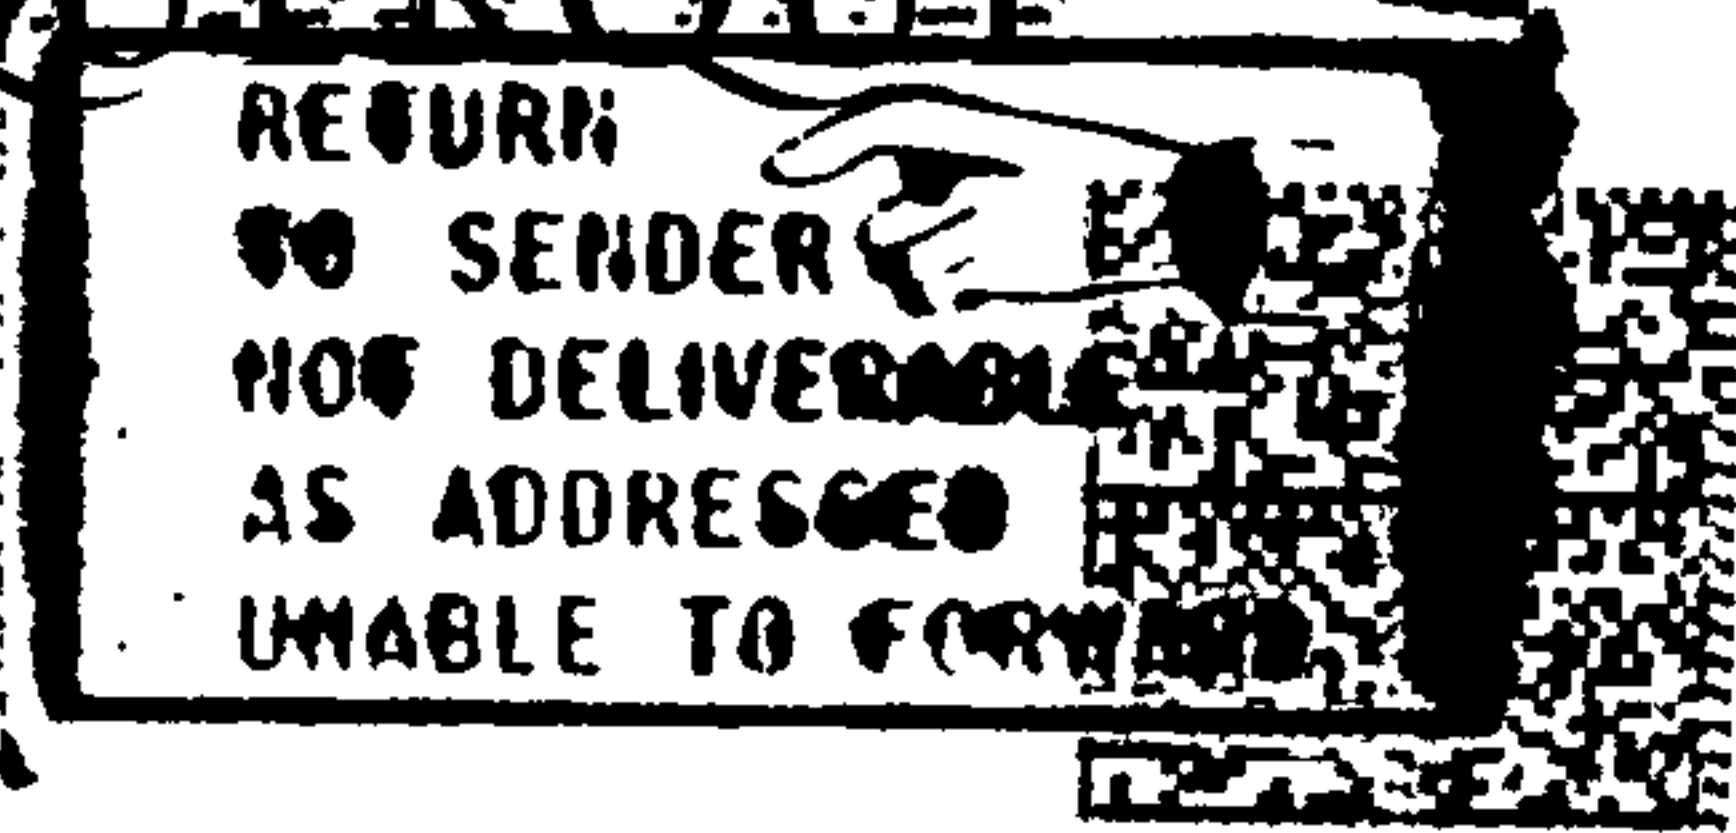 RETURN
TO SENDER
NOT DELIVERABLE
AS ADDRESSED
UNABLE TO FORWARD